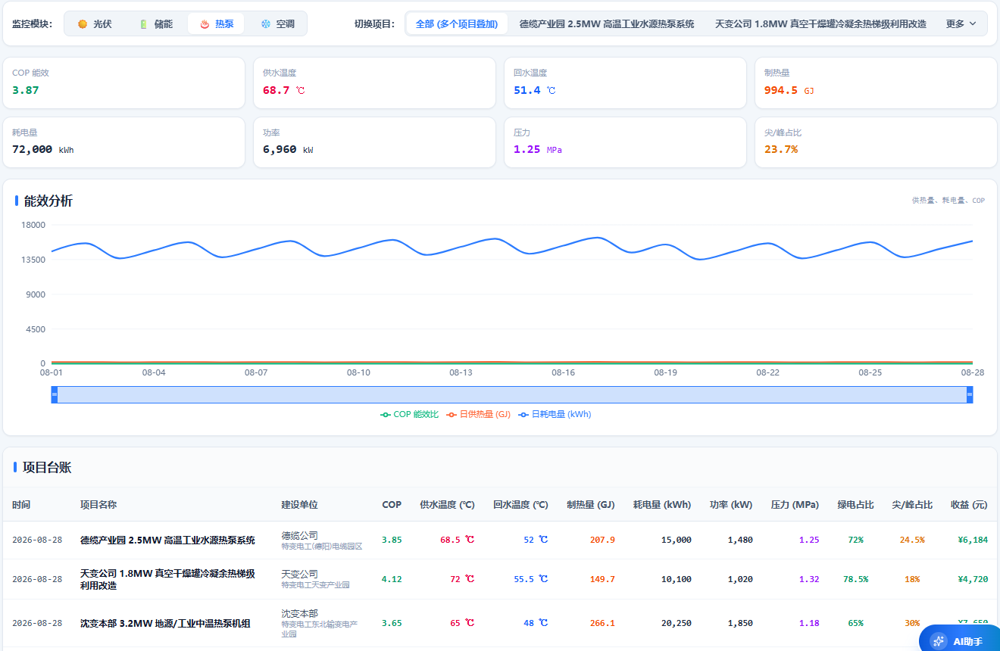 监控模块: 光伏 储能 热泵 空调 切换项目: 全部 (多个项目叠加) 德缆产业园 2.5MW 高温工业水源热泵系统 天变公司 1.8MW 真空干燥罐冷凝余热梯级利用改造 更多
COP 能效 供水温度 回水温度 制热量
3.87 68.7 ℃ 51.4 ℃ 994.5 GJ
耗电量 功率 压力 尖/峰占比
72,000 kWh 6,960 kW 1.25 MPa 23.7%
能效分析 供热量、耗电量、COP
18000
13500
9000
4500
0
08-01 08-04 08-07 08-10 08-13 08-16 08-19 08-22 08-25 08-28
COP 能效比 日供热量 (GJ) 日耗电量 (kWh)
项目台账
时间 项目名称 建设单位 COP 供水温度 (℃) 回水温度 (℃) 制热量 (GJ) 耗电量 (kWh) 功率 (kW) 压力 (MPa) 绿电占比 尖/峰占比 收益 (元)
2026-08-28 德缆产业园 2.5MW 高温工业水源热泵系统 德缆公司 3.85 68.5 ℃ 52 ℃ 207.9 15,000 1,480 1.25 72% 24.5% ¥6,184
特变电工(德阳)电缆园区
2026-08-28 天变公司 1.8MW 真空干燥罐冷凝余热梯级 天变公司 4.12 72 ℃ 55.5 ℃ 149.7 10,100 1,020 1.32 78.5% 18% ¥4,720
利用改造 特变电工天变产业园
2026-08-28 沈变本部 3.2MW 地源/工业中温热泵机组 沈变本部 3.65 65 ℃ 48 ℃ 266.1 20,250 1,850 1.18 65% 30% ¥7,650
特变电工东北输变电产
业园
AI助手